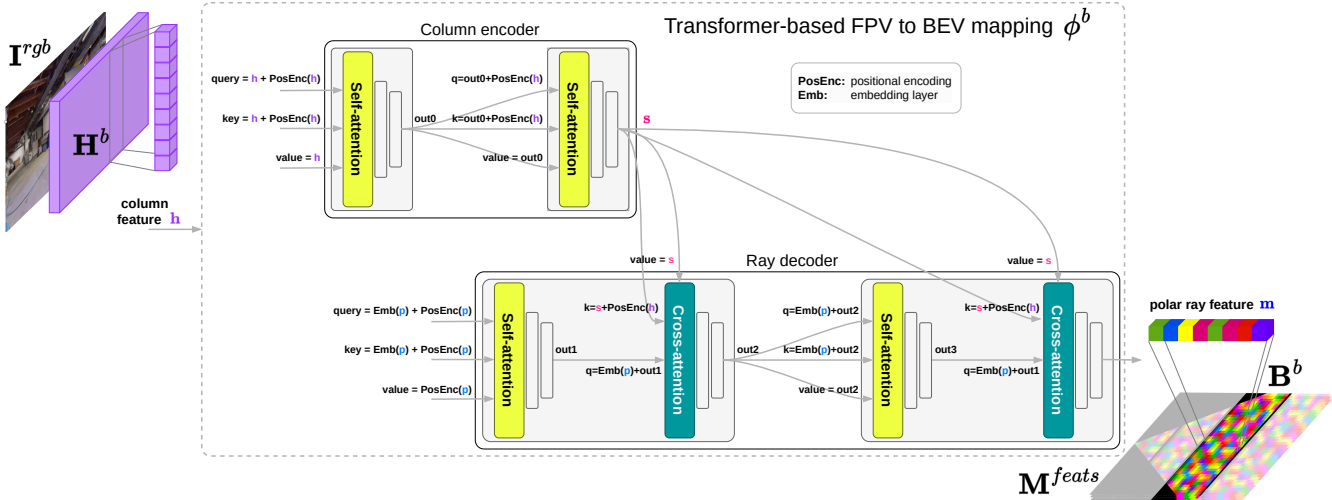 Transformer-based FPV to BEV mapping ϕ^b
I^rgb
H^b
column
feature h
Column encoder
query = h + PosEnc(h)
key = h + PosEnc(h)
value = h
Self-attention
out0
q=out0+PosEnc(h)
k=out0+PosEnc(h)
value = out0
Self-attention
s
PosEnc: positional encoding
Emb: embedding layer
value = s
Ray decoder
value = s
query = Emb(p) + PosEnc(p)
key = Emb(p) + PosEnc(p)
value = PosEnc(p)
Self-attention
out1
k=s+PosEnc(h)
q=Emb(p)+out1
Cross-attention
out2
q=Emb(p)+out2
k=Emb(p)+out2
value = out2
Self-attention
out3
k=s+PosEnc(h)
q=Emb(p)+out1
Cross-attention
polar ray feature m
B^b
M^feats